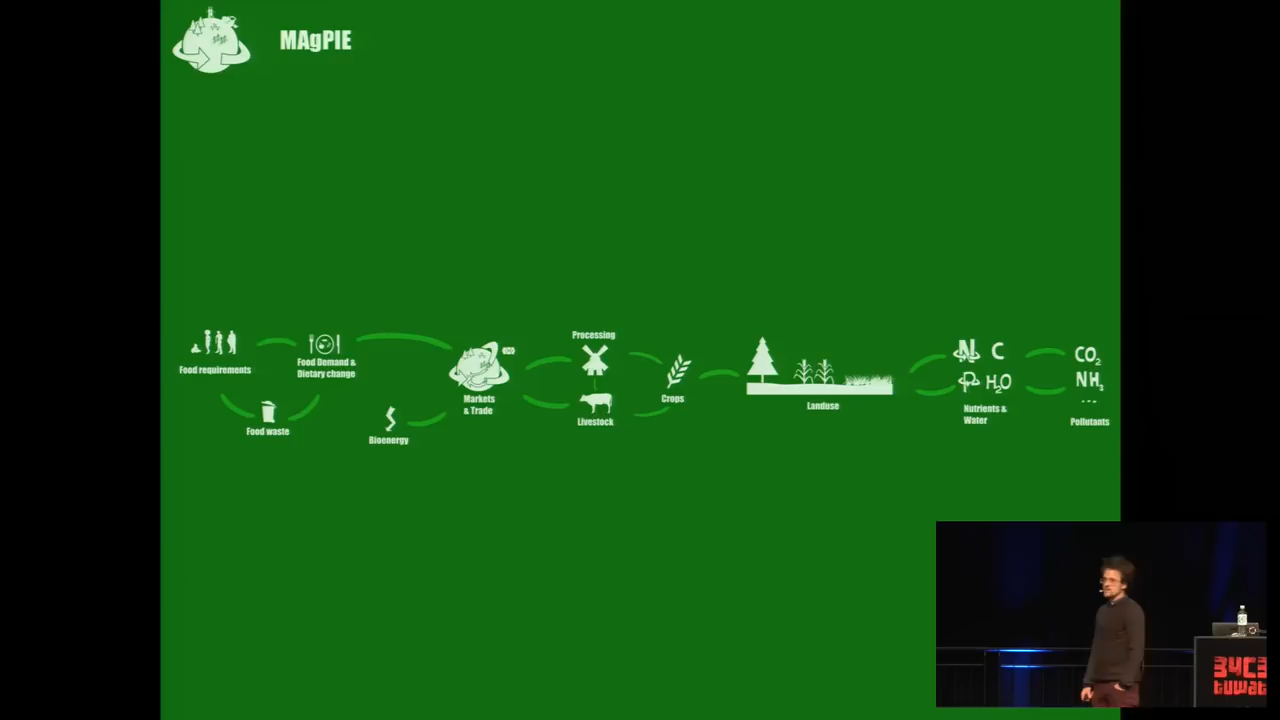 MAgPIE
Food requirements
Food Demand &
Dietary change
Food waste
Bioenergy
Markets
& Trade
Processing
Livestock
Crops
Landuse
N C
P H₂O
Nutrients &
Water
CO₂
NH₃
...
Pollutants
34C3
tuwat